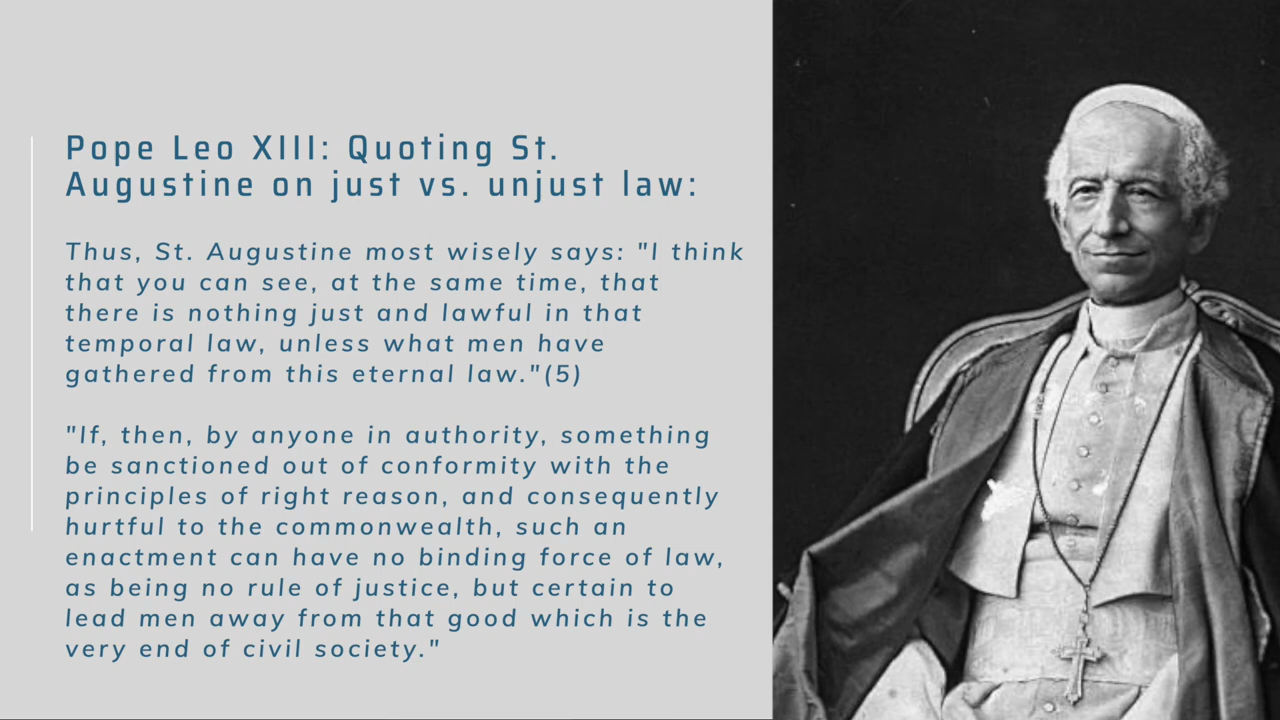 Pope Leo XIII: Quoting St.
Augustine on just vs. unjust law:
Thus, St. Augustine most wisely says: "I think
that you can see, at the same time, that
there is nothing just and lawful in that
temporal law, unless what men have
gathered from this eternal law."(5)
"If, then, by anyone in authority, something
be sanctioned out of conformity with the
principles of right reason, and consequently
hurtful to the commonwealth, such an
enactment can have no binding force of law,
as being no rule of justice, but certain to
lead men away from that good which is the
very end of civil society."